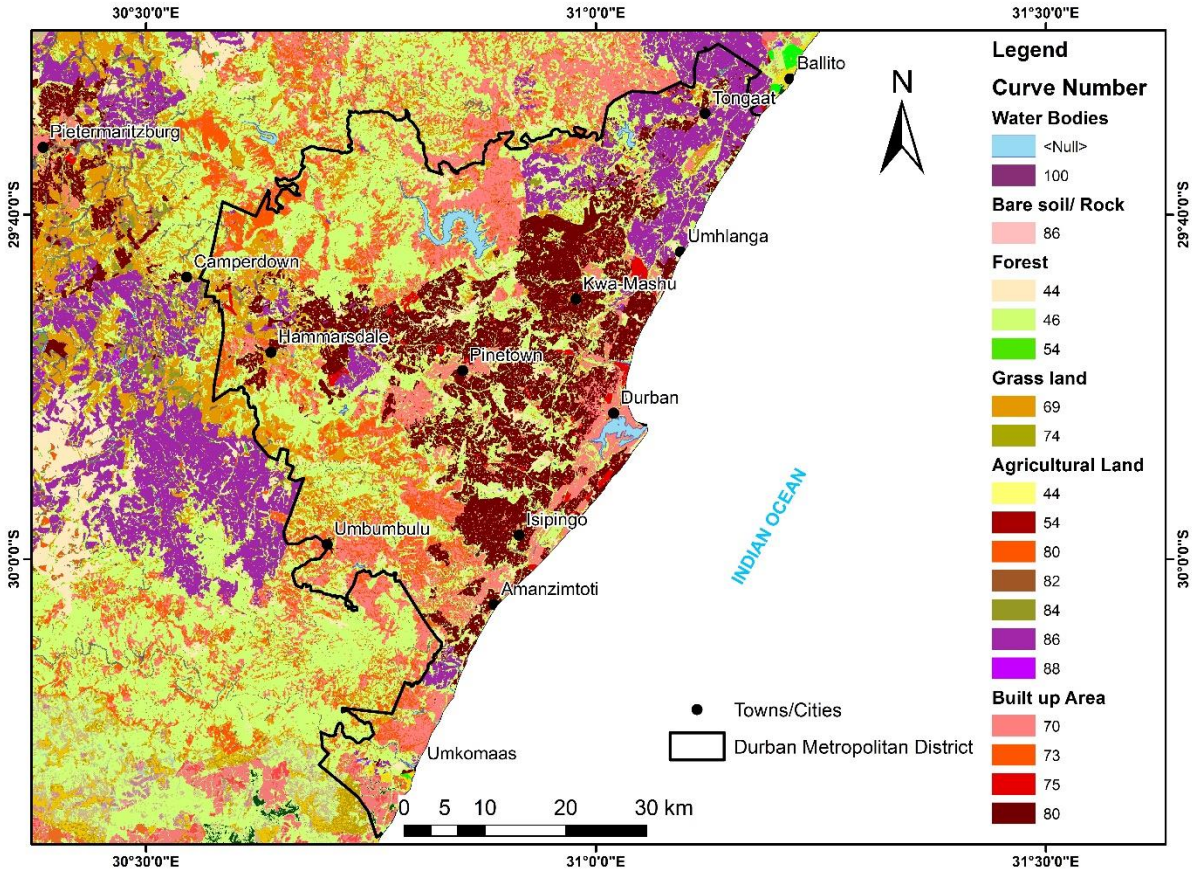 30°30'0"E 31°0'0"E 31°30'0"E
29°40'0"S
30°0'0"S
Ballito
Tongaat
Pietermaritzburg
Umhlanga
Camperdown
Kwa-Mashu
Hammarsdale
Pinetown
Durban
Isipingo
Umbumbulu
Amanzimtoti
Umkomaas
INDIAN OCEAN
N
Legend
Curve Number
Water Bodies
<Null>
100
Bare soil/ Rock
86
Forest
44
46
54
Grass land
69
74
Agricultural Land
44
54
80
82
84
86
88
Built up Area
70
73
75
80
Towns/Cities
Durban Metropolitan District
0 5 10 20 30 km
29°40'0"S
30°0'0"S
30°30'0"E 31°0'0"E 31°30'0"E